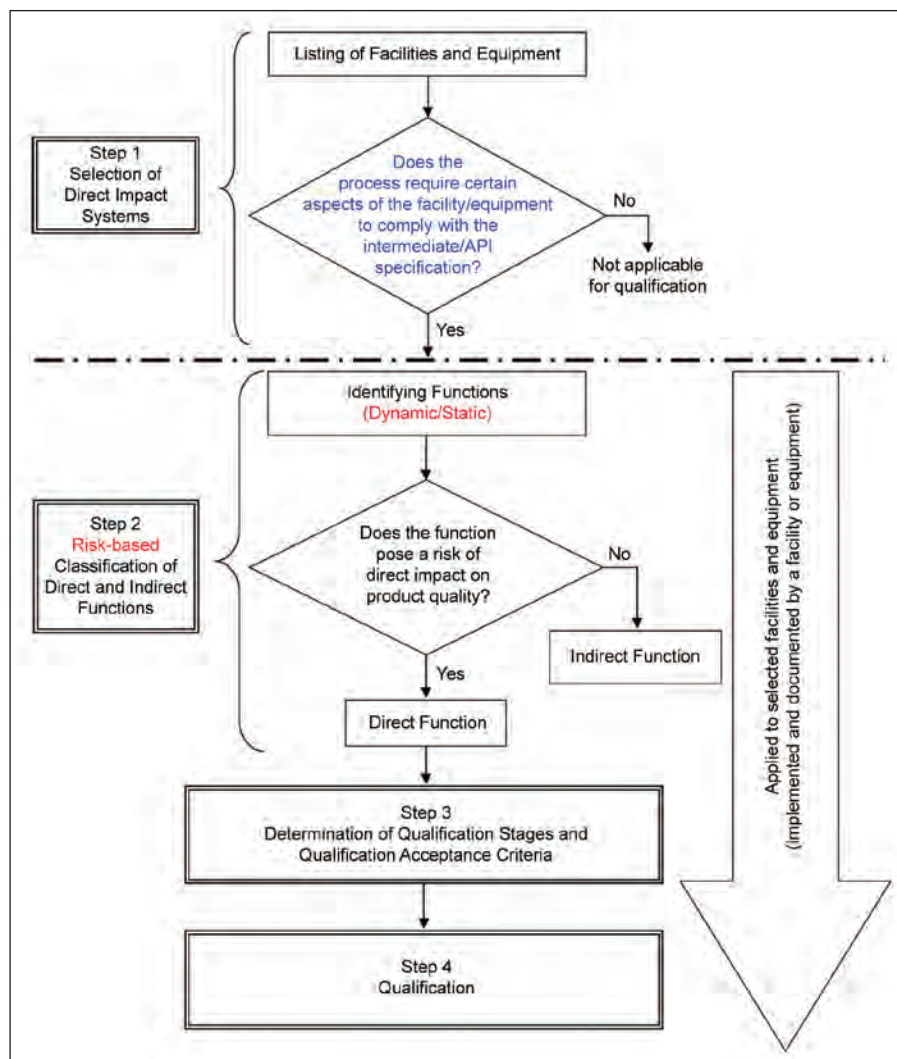 Listing of Facilities and Equipment
Step 1
Selection of
Direct Impact
Systems
Does the
process require certain
aspects of the facility/equipment
to comply with the
intermediate/API
specification?
No
Not applicable
for qualification
Yes
Identifying Functions
(Dynamic/Static)
Step 2
Risk-based
Classification of
Direct and Indirect
Functions
Does the function
pose a risk of
direct impact on
product quality?
No
Indirect Function
Yes
Direct Function
Step 3
Determination of Qualification Stages and
Qualification Acceptance Criteria
Step 4
Qualification
Applied to selected facilities and equipment
(Implemented and documented by a facility or equipment)